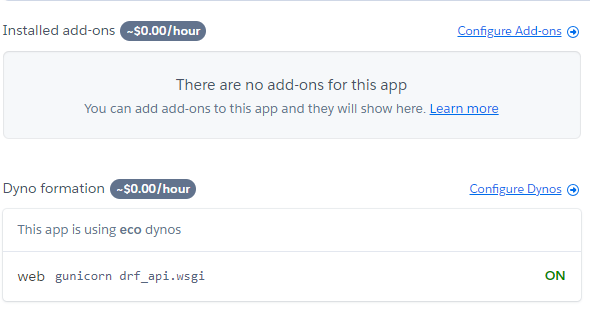 Installed add-ons ~$0.00/hour Configure Add-ons
There are no add-ons for this app
You can add add-ons to this app and they will show here. Learn more
Dyno formation ~$0.00/hour Configure Dynos
This app is using eco dynos
web gunicorn drf_api.wsgi ON